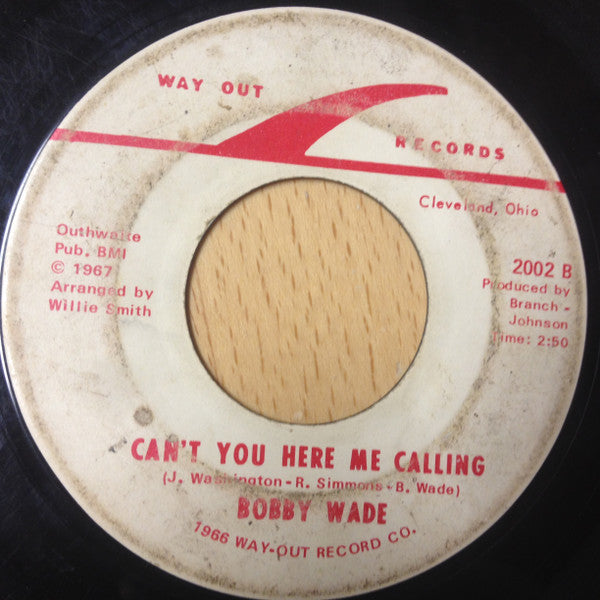 WAY OUT
RECORDS
Cleveland, Ohio
Outhwaite
Pub. BMI
© 1967
Arranged by
Willie Smith
2002 B
Produced by
Branch -
Johnson
Time: 2:50
CAN'T YOU HERE ME CALLING
(J. Washington - R. Simmons - B. Wade)
BOBBY WADE
1966 WAY-OUT RECORD CO.